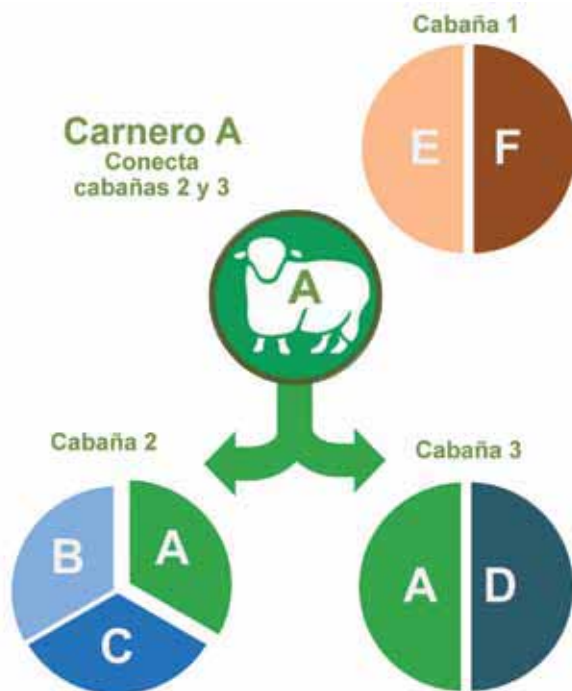 Cabaña 1
E F
Carnero A
Conecta
cabañas 2 y 3
A
Cabaña 2
B A
C
Cabaña 3
A D